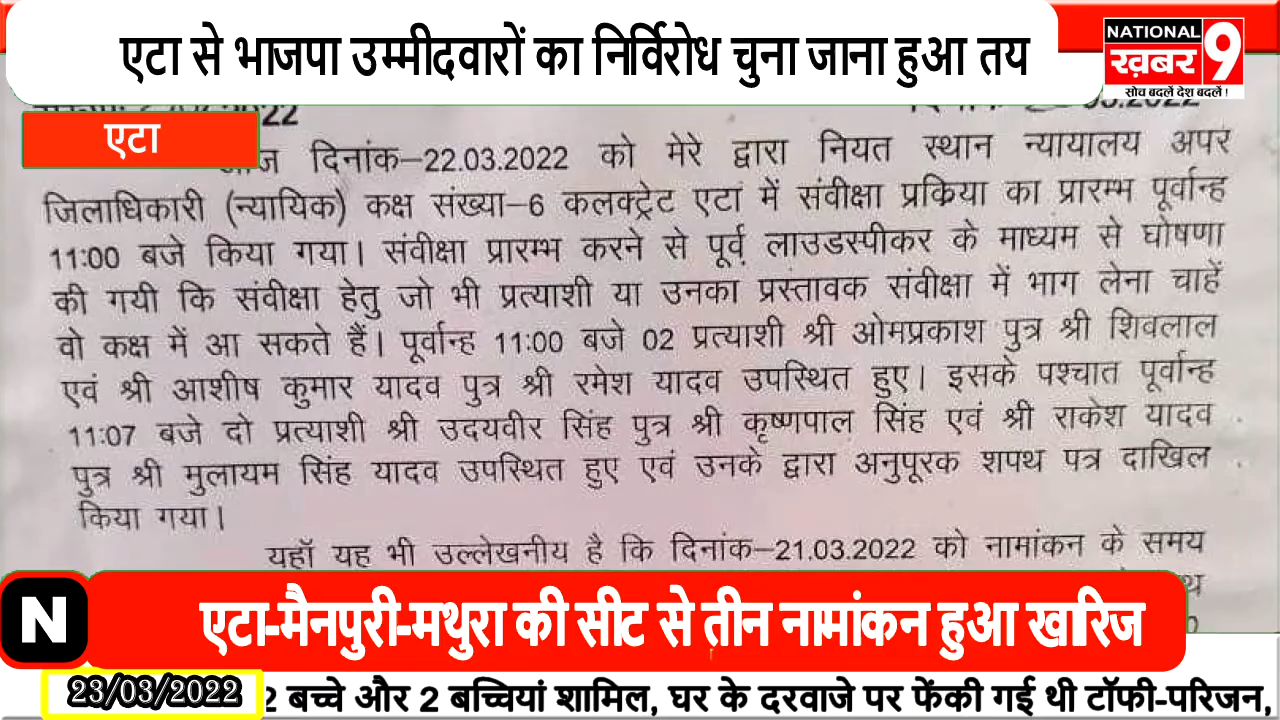 एटा से भाजपा उम्मीदवारों का निर्विरोध चुना जाना हुआ तय
NATIONAL
ख़बर 9
सोच बदलें देश बदलें !
एटा
दिनांक–22.03.2022 को मेरे द्वारा नियत स्थान न्यायालय अपर
जिलाधिकारी (न्यायिक) कक्ष संख्या–6 कलक्ट्रेट एटा में संवीक्षा प्रकिया का प्रारम्भ पूर्वान्ह
11:00 बजे किया गया। संवीक्षा प्रारम्भ करने से पूर्व लाउडस्पीकर के माध्यम से घोषणा
की गयी कि संवीक्षा हेतु जो भी प्रत्याशी या उनका प्रस्तावक संवीक्षा में भाग लेना चाहें
वो कक्ष में आ सकते हैं। पूर्वान्ह 11:00 बजे 02 प्रत्याशी श्री ओमप्रकाश पुत्र श्री शिवलाल
एवं श्री आशीष कुमार यादव पुत्र श्री रमेश यादव उपस्थित हुए। इसके पश्चात पूर्वान्ह
11:07 बजे दो प्रत्याशी श्री उदयवीर सिंह पुत्र श्री कृष्णपाल सिंह एवं श्री राकेश यादव
पुत्र श्री मुलायम सिंह यादव उपस्थित हुए एवं उनके द्वारा अनुपूरक शपथ पत्र दाखिल
किया गया।
यहॉ यह भी उल्लेखनीय है कि दिनांक–21.03.2022 को नामांकन के समय
N
एटा-मैनपुरी-मथुरा की सीट से तीन नामांकन हुआ खारिज
23/03/2022
2 बच्चे और 2 बच्चियां शामिल, घर के दरवाजे पर फेंकी गई थी टॉफी-परिजन,